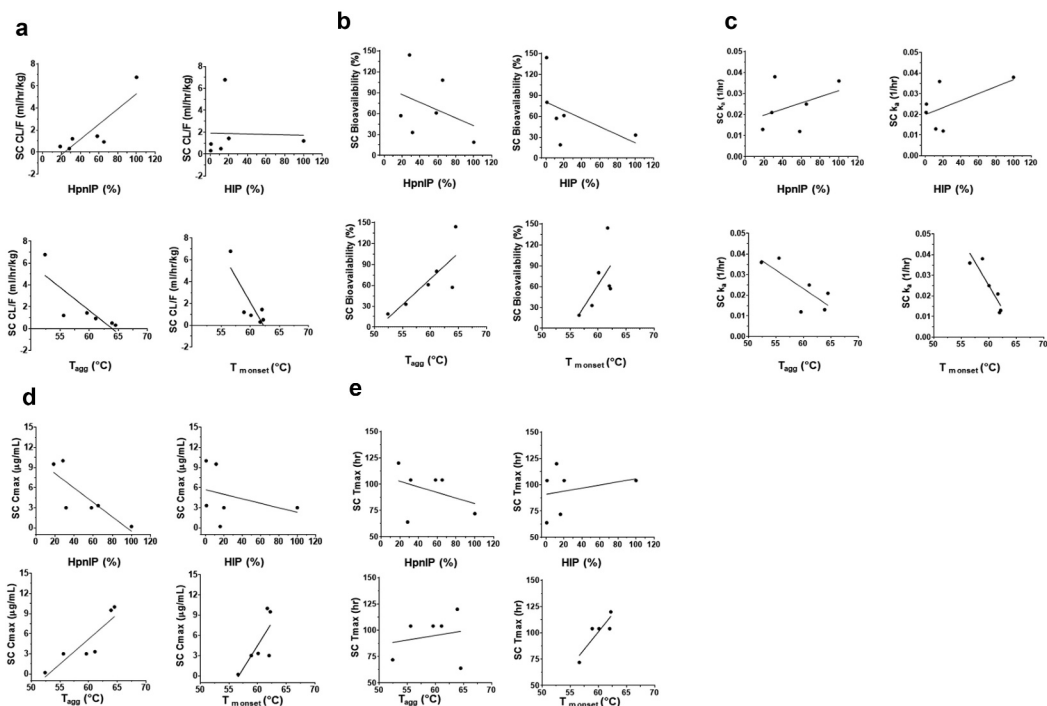 a
SC CL/F (ml/hr/kg)
8
6
4
2
0
-2
20 40 60 80 100 120
HpnIP (%)
SC CL/F (ml/hr/kg)
8
6
4
2
0
-2
20 40 60 80 100 120
HIP (%)
SC CL/F (ml/hr/kg)
8
6
4
2
0
-2
55 60 65 70
Tagg (°C)
SC CL/F (ml/hr/kg)
8
6
4
2
0
-2
55 60 65 70
T m onset (°C)
b
SC Bioavailability (%)
150
120
90
60
30
0
0 20 40 60 80 100 120
HpnIP (%)
SC Bioavailability (%)
150
120
90
60
30
0
0 20 40 60 80 100 120
HIP (%)
SC Bioavailability (%)
150
120
90
60
30
0
50 55 60 65 70
Tagg (°C)
SC Bioavailability (%)
150
120
90
60
30
0
50 55 60 65 70
T m onset (°C)
c
SC ka (1/hr)
0.05
0.04
0.03
0.02
0.01
0.00
0 20 40 60 80 100 120
HpnIP (%)
SC ka (1/hr)
0.05
0.04
0.03
0.02
0.01
0.00
0 20 40 60 80 100 120
HIP (%)
SC ka (1/hr)
0.05
0.04
0.03
0.02
0.01
0.00
50 55 60 65 70
Tagg (°C)
SC ka (1/hr)
0.05
0.04
0.03
0.02
0.01
0.00
50 55 60 65 70
T m onset (°C)
d
SC Cmax (µg/mL)
15
12
9
6
3
0
0 20 40 60 80 100 120
HpnIP (%)
SC Cmax (µg/mL)
15
12
9
6
3
0
0 20 40 60 80 100 120
HIP (%)
SC Cmax (µg/mL)
15
12
9
6
3
0
50 55 60 65 70
Tagg (°C)
SC Cmax (µg/mL)
15
12
9
6
3
0
50 55 60 65 70
T m onset (°C)
e
SC Tmax (hr)
150
125
100
75
50
0 20 40 60 80 100 120
HpnIP (%)
SC Tmax (hr)
150
125
100
75
50
0 20 40 60 80 100 120
HIP (%)
SC Tmax (hr)
150
125
100
75
50
50 55 60 65 70
Tagg (°C)
SC Tmax (hr)
150
125
100
75
50
50 55 60 65 70
T m onset (°C)